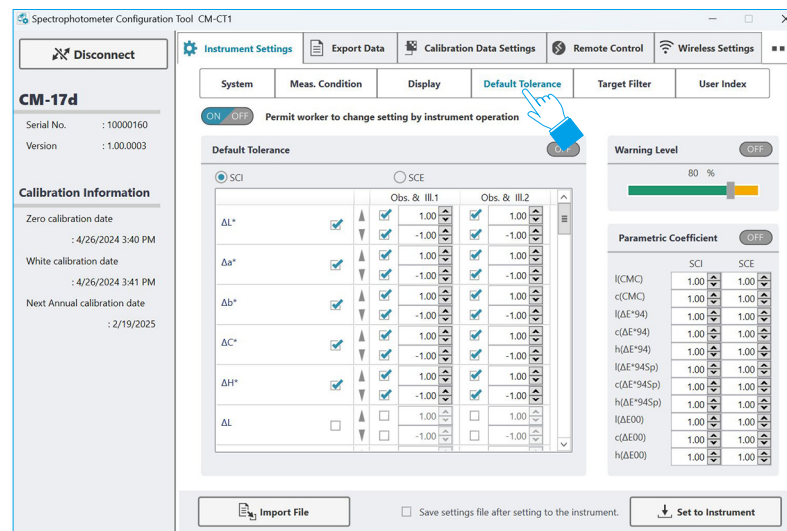 Spectrophotometer Configuration Tool CM-CT1
Disconnect
CM-17d
Serial No. : 10000160
Version : 1.00.0003
Calibration Information
Zero calibration date
: 4/26/2024 3:40 PM
White calibration date
: 4/26/2024 3:41 PM
Next Annual calibration date
: 2/19/2025
Instrument Settings Export Data Calibration Data Settings Remote Control Wireless Settings
System Meas. Condition Display Default Tolerance Target Filter User Index
ON OFF Permit worker to change setting by instrument operation
Default Tolerance OFF
SCI SCE
Obs. & Ill.1 Obs. & Ill.2
ΔL* 1.00 1.00
-1.00 -1.00
Δa* 1.00 1.00
-1.00 -1.00
Δb* 1.00 1.00
-1.00 -1.00
ΔC* 1.00 1.00
-1.00 -1.00
ΔH* 1.00 1.00
-1.00 -1.00
ΔL 1.00 1.00
-1.00 -1.00
Warning Level OFF
80 %
Parametric Coefficient OFF
SCI SCE
l(CMC) 1.00 1.00
c(CMC) 1.00 1.00
l(ΔE*94) 1.00 1.00
c(ΔE*94) 1.00 1.00
h(ΔE*94) 1.00 1.00
l(ΔE*94Sp) 1.00 1.00
c(ΔE*94Sp) 1.00 1.00
h(ΔE*94Sp) 1.00 1.00
l(ΔE00) 1.00 1.00
c(ΔE00) 1.00 1.00
h(ΔE00) 1.00 1.00
Import File
Save settings file after setting to the instrument.
Set to Instrument